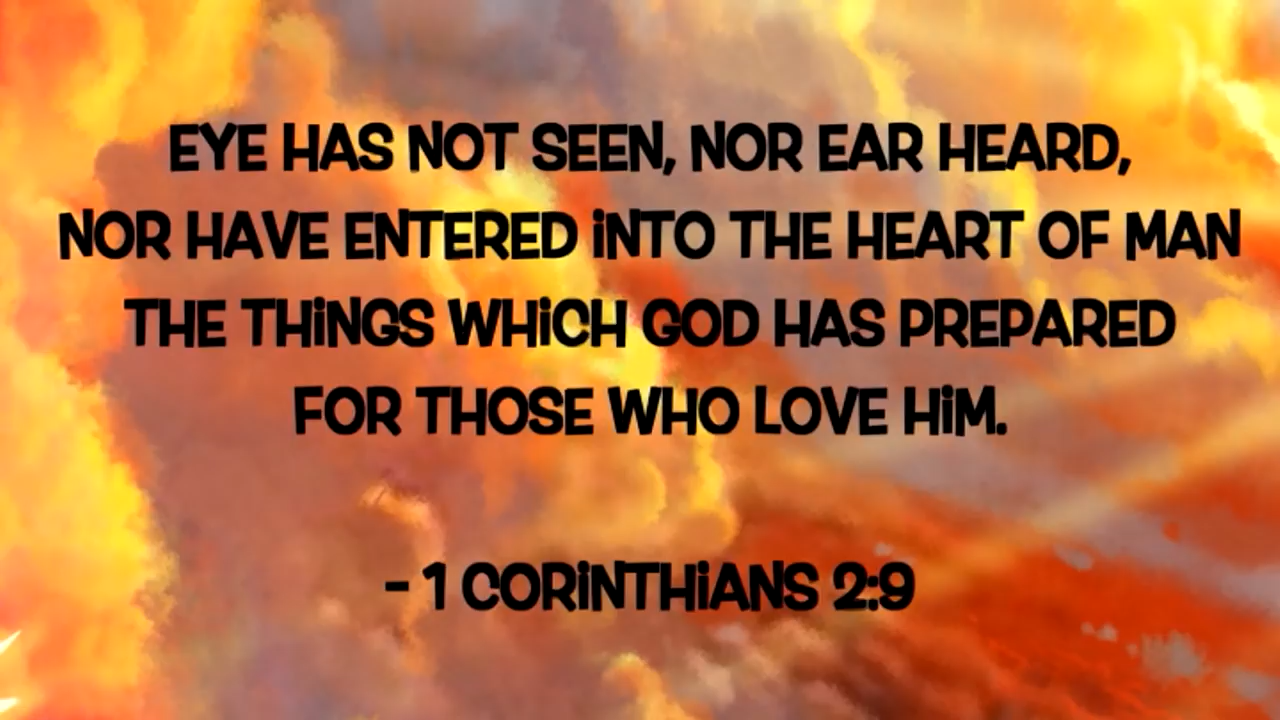 EYE HAS NOT SEEN, NOR EAR HEARD,
NOR HAVE ENTERED iNTO THE HEART OF MAN
THE THiNGS WHiCH GOD HAS PREPARED
FOR THOSE WHO LOVE HiM.
- 1 CORiNTHiANS 2:9